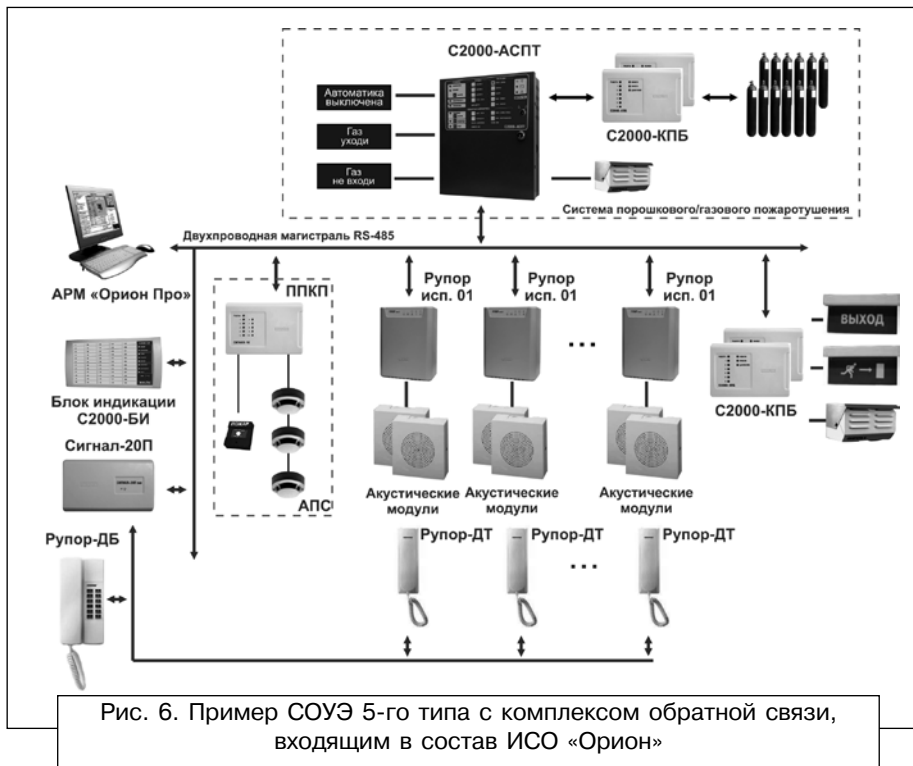 С2000-АСПТ
Автоматика
выключена
Газ
уходи
Газ
не входи
С2000-КПБ
Система порошкового/газового пожаротушения
Двухпроводная магистраль RS-485
АРМ «Орион Про»
ППКП
Рупор
исп. 01
Рупор
исп. 01
Рупор
исп. 01
...
ВЫХОД
С2000-КПБ
Блок индикации
С2000-БИ
Сигнал-20П
АПС
Акустические
модули
Акустические
модули
Акустические
модули
Рупор-ДБ
Рупор-ДТ
Рупор-ДТ
Рупор-ДТ
...
Рис. 6. Пример СОУЭ 5-го типа с комплексом обратной связи,
входящим в состав ИСО «Орион»